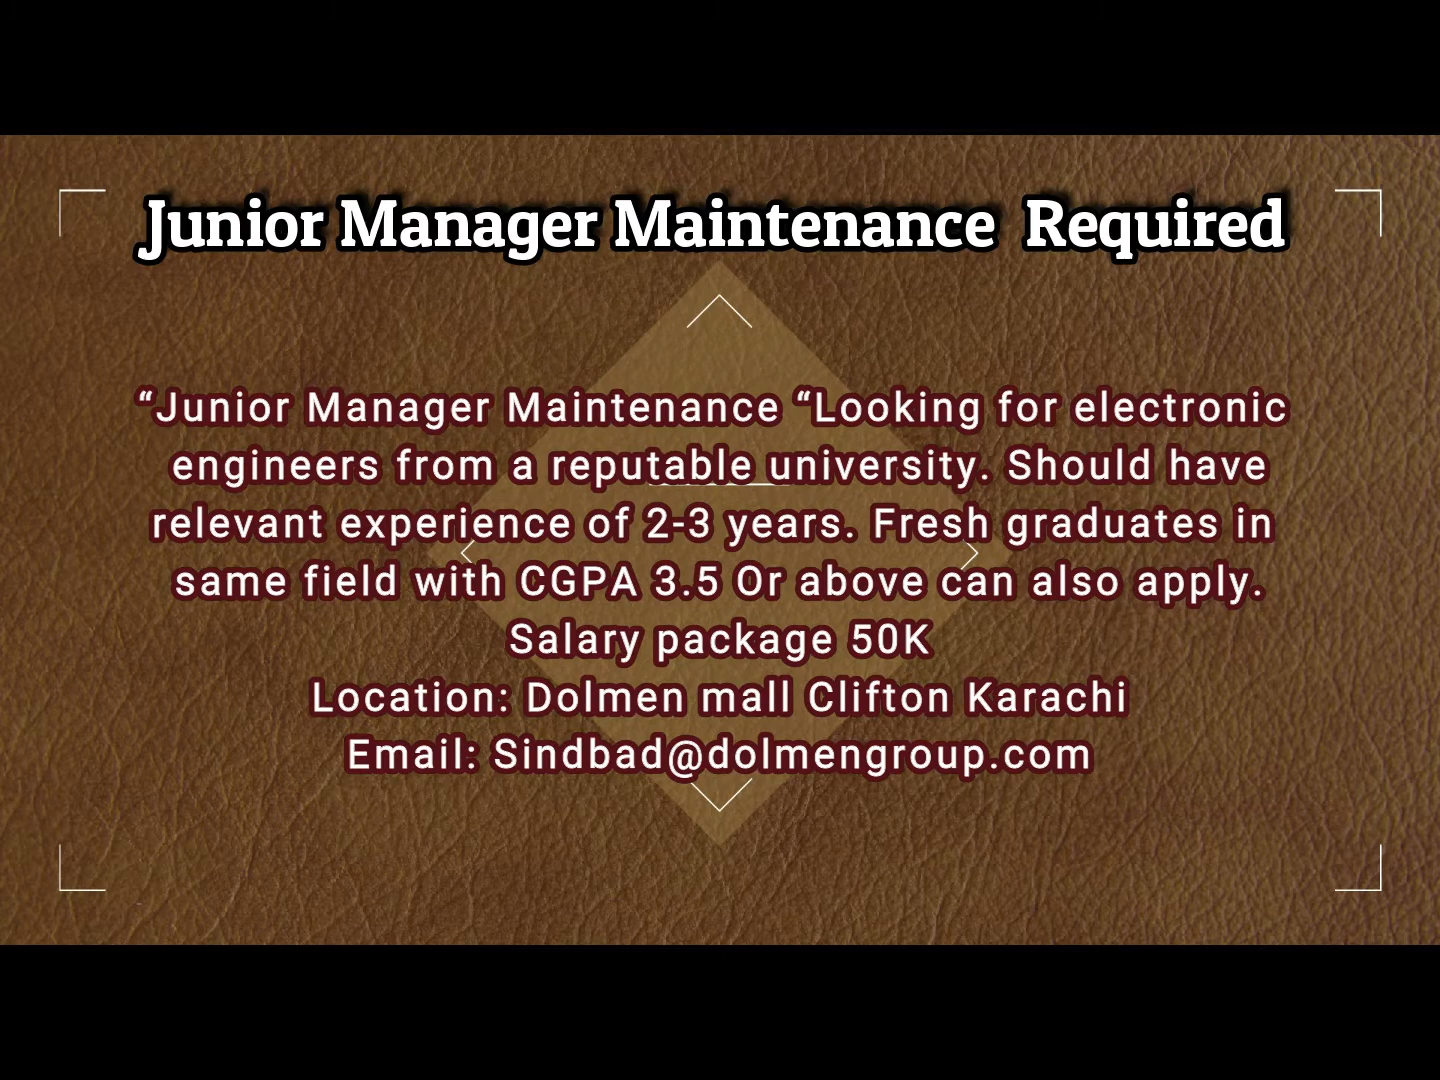 Junior Manager Maintenance  Required
“Junior Manager Maintenance “Looking for electronic
engineers from a reputable university. Should have
relevant experience of 2-3 years. Fresh graduates in
same field with CGPA 3.5 Or above can also apply.
Salary package 50K
Location: Dolmen mall Clifton Karachi
Email: Sindbad@dolmengroup.com